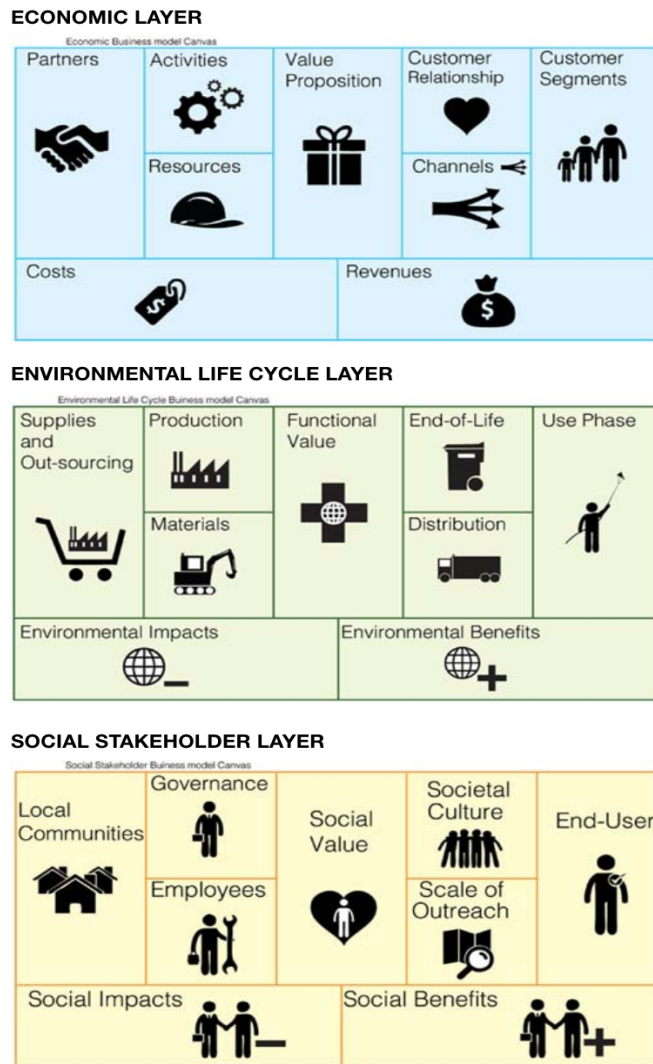 ECONOMIC LAYER
Economic Business model Canvas
Partners
Activities
Value
Proposition
Customer
Relationship
Customer
Segments
Resources
Channels
Costs
$
Revenues
$
ENVIRONMENTAL LIFE CYCLE LAYER
Environmental Life Cycle Buiness model Canvas
Supplies
and
Out-sourcing
Production
Functional
Value
End-of-Life
Use Phase
Materials
Distribution
Environmental Impacts
Environmental Benefits
SOCIAL STAKEHOLDER LAYER
Social Stakeholder Buiness model Canvas
Local
Communities
Governance
Social
Value
Societal
Culture
End-User
Employees
Scale of
Outreach
Social Impacts
Social Benefits